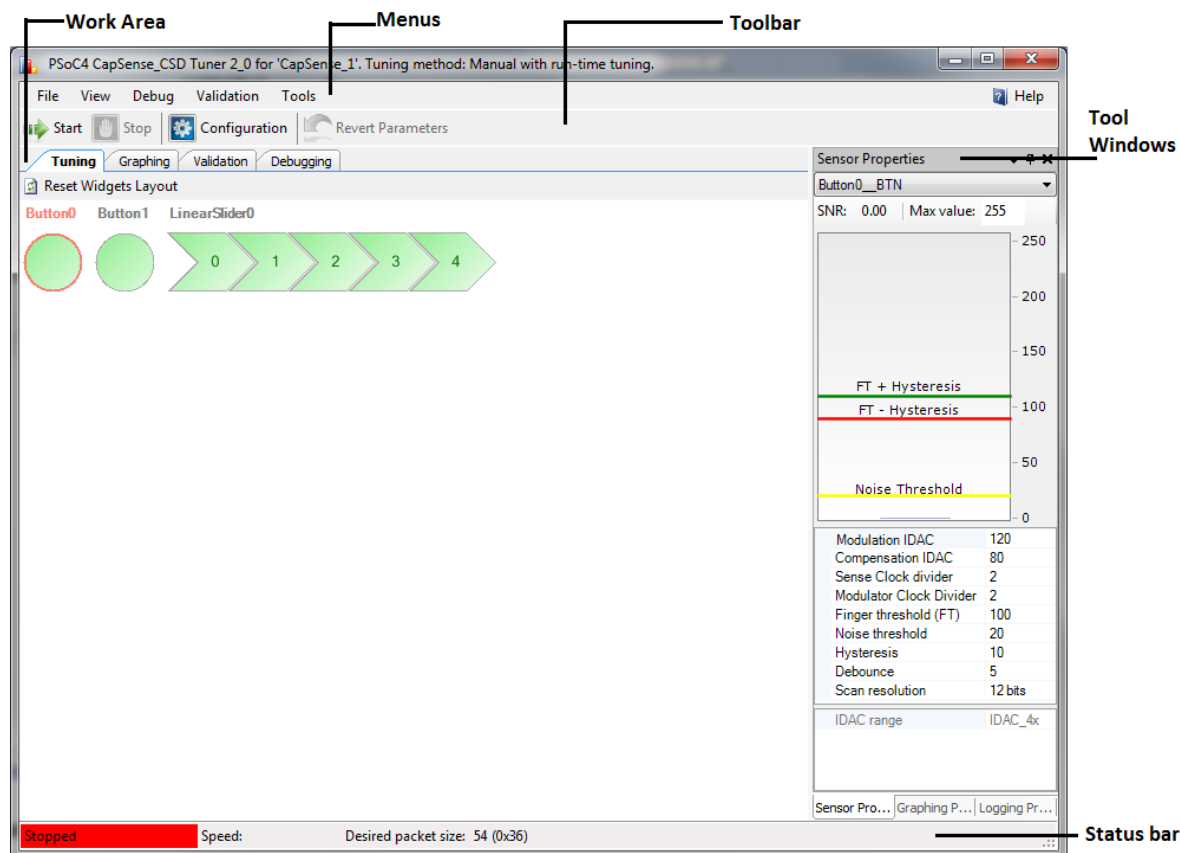 Work Area
Menus
Toolbar
PSoC4 CapSense_CSD Tuner 2_0 for 'CapSense_1'. Tuning method: Manual with run-time tuning.
File View Debug Validation Tools Help
Start Stop Configuration Revert Parameters
Tool
Windows
Tuning Graphing Validation Debugging
Sensor Properties
Reset Widgets Layout
Button0__BTN
Button0 Button1 LinearSlider0
SNR: 0.00 Max value: 255
0 1 2 3 4
250
200
150
FT + Hysteresis
100
FT - Hysteresis
50
Noise Threshold
0
Modulation IDAC 120
Compensation IDAC 80
Sense Clock divider 2
Modulator Clock Divider 2
Finger threshold (FT) 100
Noise threshold 20
Hysteresis 10
Debounce 5
Scan resolution 12 bits
IDAC range IDAC_4x
Sensor Pro... Graphing P... Logging Pr...
Stopped Speed: Desired packet size: 54 (0x36)
Status bar